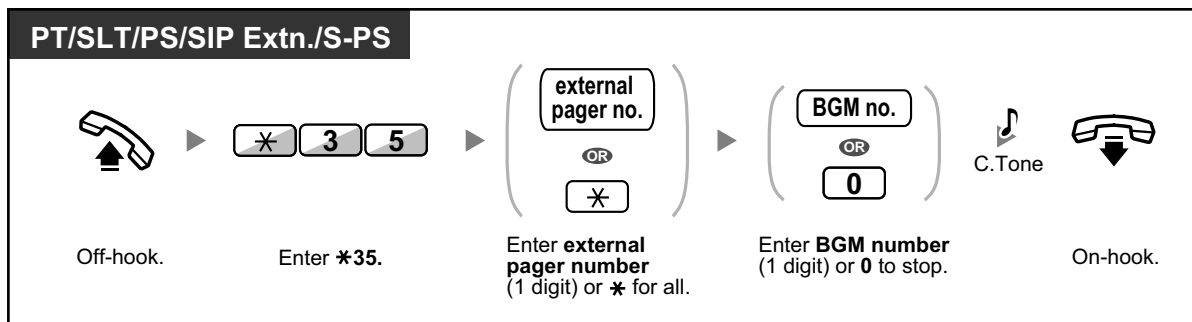 PT/SLT/PS/SIP Extn./S-PS
external
pager no.
OR
*
BGM no.
OR
0
* 3 5
C.Tone
Off-hook.
Enter *35.
Enter external
pager number
(1 digit) or * for all.
Enter BGM number
(1 digit) or 0 to stop.
On-hook.